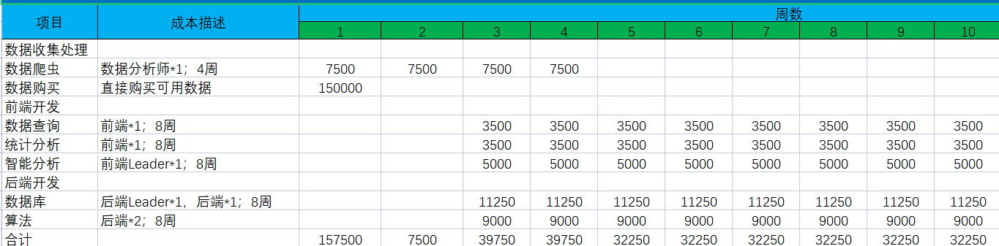 项目 成本描述 周数
1 2 3 4 5 6 7 8 9 10
数据收集处理
数据爬虫 数据分析师*1；4周 7500 7500 7500 7500
数据购买 直接购买可用数据 150000
前端开发
数据查询 前端*1；8周 3500 3500 3500 3500 3500 3500 3500 3500
统计分析 前端*1；8周 3500 3500 3500 3500 3500 3500 3500 3500
智能分析 前端Leader*1；8周 5000 5000 5000 5000 5000 5000 5000 5000
后端开发
数据库 后端Leader*1，后端*1；8周 11250 11250 11250 11250 11250 11250 11250 11250
算法 后端*2；8周 9000 9000 9000 9000 9000 9000 9000 9000
合计 157500 7500 39750 39750 32250 32250 32250 32250 32250 32250